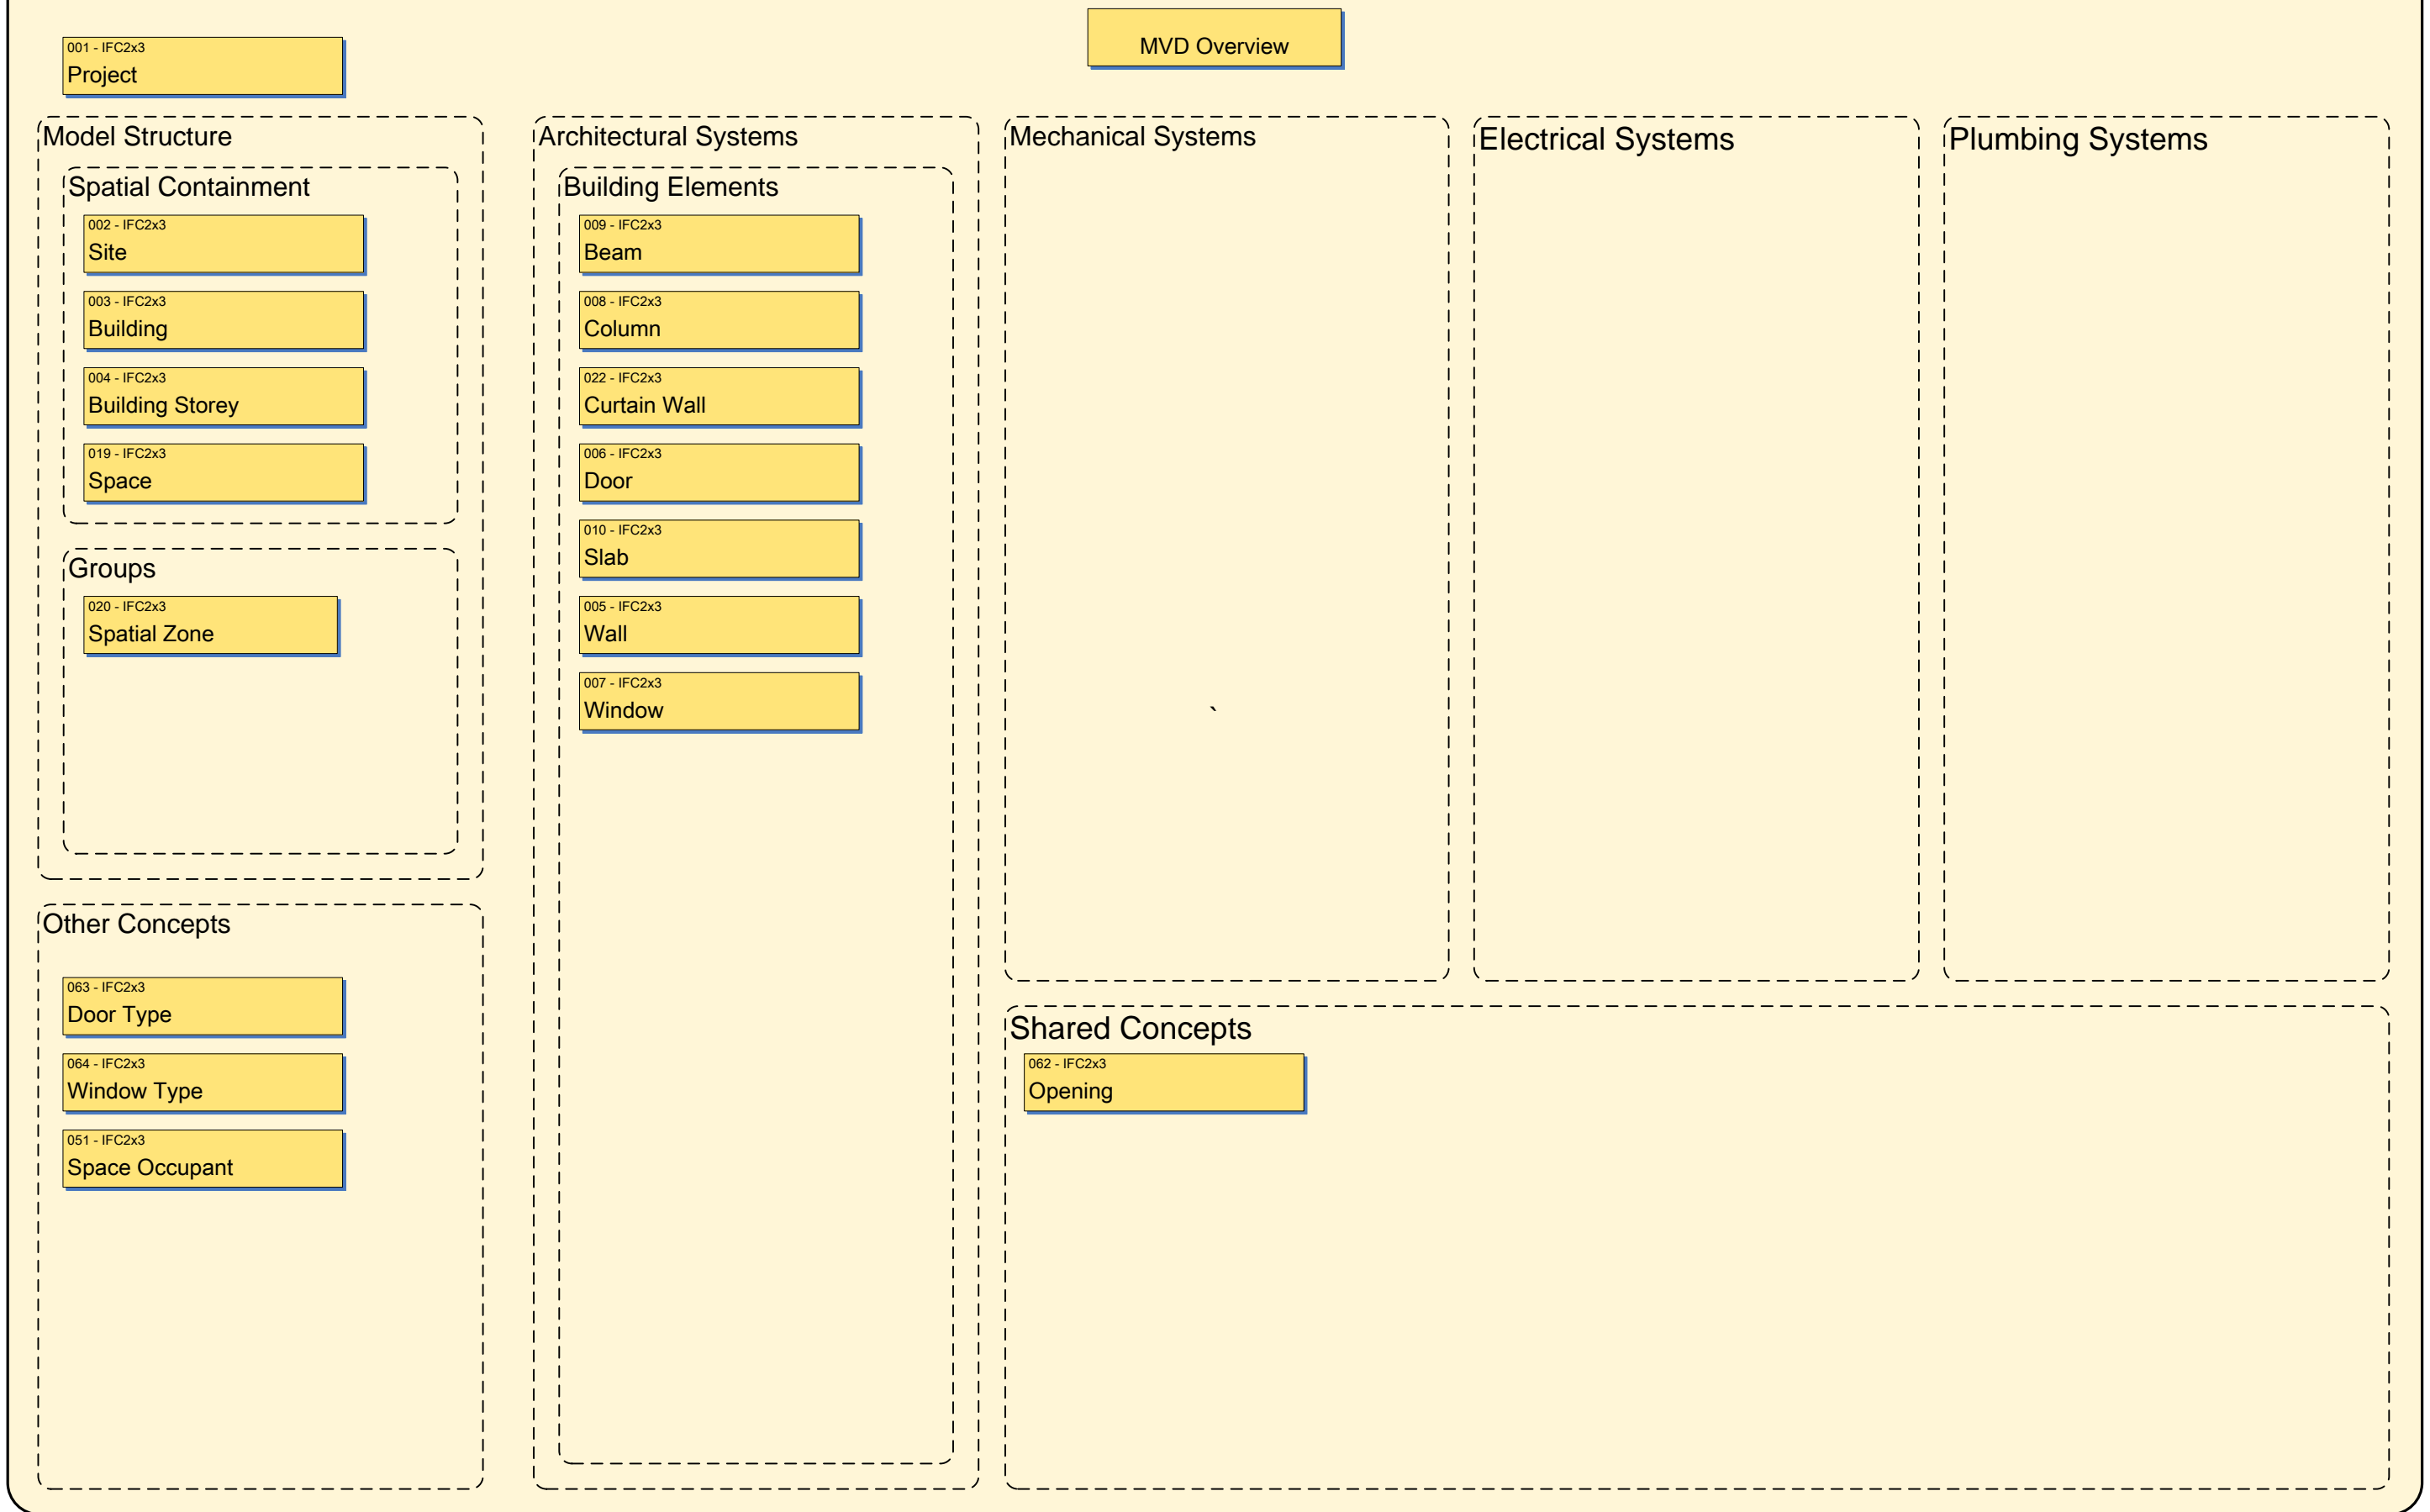 MVD Overview
001 - IFC2x3
Project
Model Structure
Spatial Containment
002 - IFC2x3
Site
003 - IFC2x3
Building
004 - IFC2x3
Building Storey
019 - IFC2x3
Space
Groups
020 - IFC2x3
Spatial Zone
Other Concepts
063 - IFC2x3
Door Type
064 - IFC2x3
Window Type
051 - IFC2x3
Space Occupant
Architectural Systems
Building Elements
009 - IFC2x3
Beam
008 - IFC2x3
Column
022 - IFC2x3
Curtain Wall
006 - IFC2x3
Door
010 - IFC2x3
Slab
005 - IFC2x3
Wall
007 - IFC2x3
Window
Mechanical Systems
`
Electrical Systems
Plumbing Systems
Shared Concepts
062 - IFC2x3
Opening